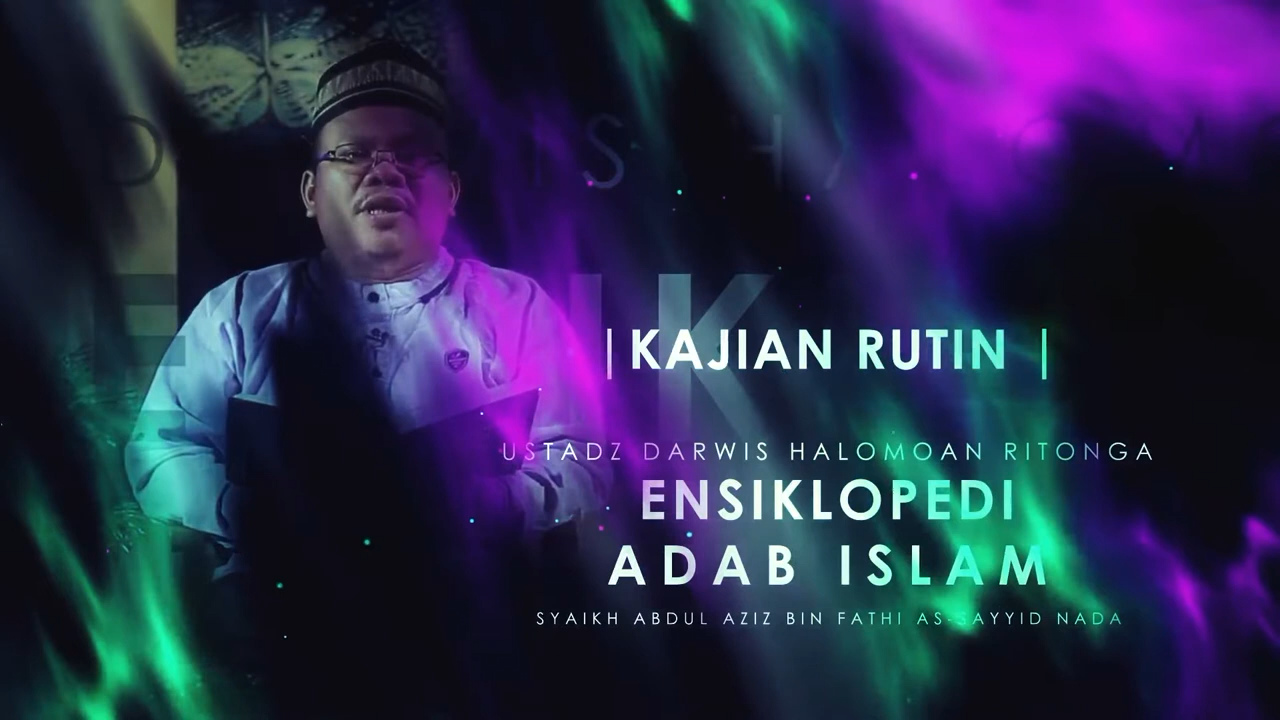 | KAJIAN RUTIN |
USTADZ DARWIS HALOMOAN RITONGA
ENSIKLOPEDI
ADAB ISLAM
SYAIKH ABDUL AZIZ BIN FATHI AS-SAYYID NADA